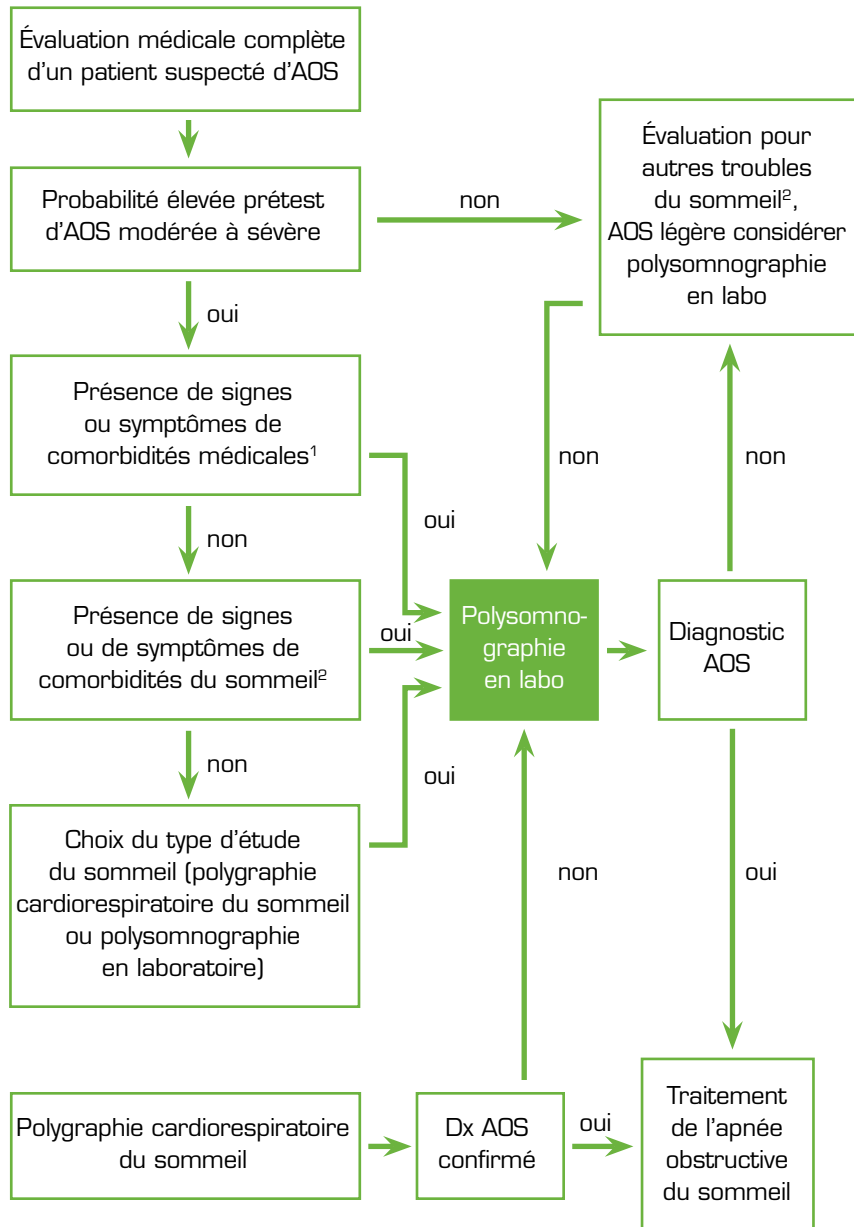 Évaluation médicale complète
d'un patient suspecté d'AOS
Probabilité élevée prétest
d'AOS modérée à sévère
non
Évaluation pour
autres troubles
du sommeil²,
AOS légère considérer
polysomnographie
en labo
oui
Présence de signes
ou symptômes de
comorbidités médicales¹
oui
non
non
non
Présence de signes
ou de symptômes de
comorbidités du sommeil²
oui
Polysomno-
graphie
en labo
Diagnostic
AOS
non
oui
Choix du type d'étude
du sommeil (polygraphie
cardiorespiratoire du sommeil
ou polysomnographie
en laboratoire)
non
oui
Polygraphie cardiorespiratoire
du sommeil
Dx AOS
confirmé
oui
Traitement
de l'apnée
obstructive
du sommeil